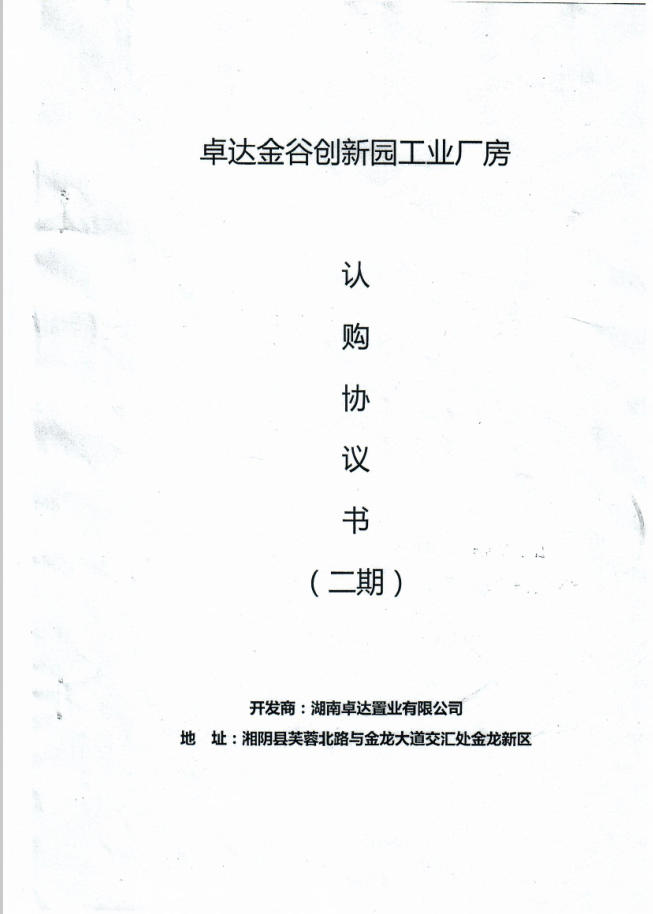 卓达金谷创新园工业厂房
认
购
协
议
书
（二期）
开发商：湖南卓达置业有限公司
地　址：湘阴县芙蓉北路与金龙大道交汇处金龙新区